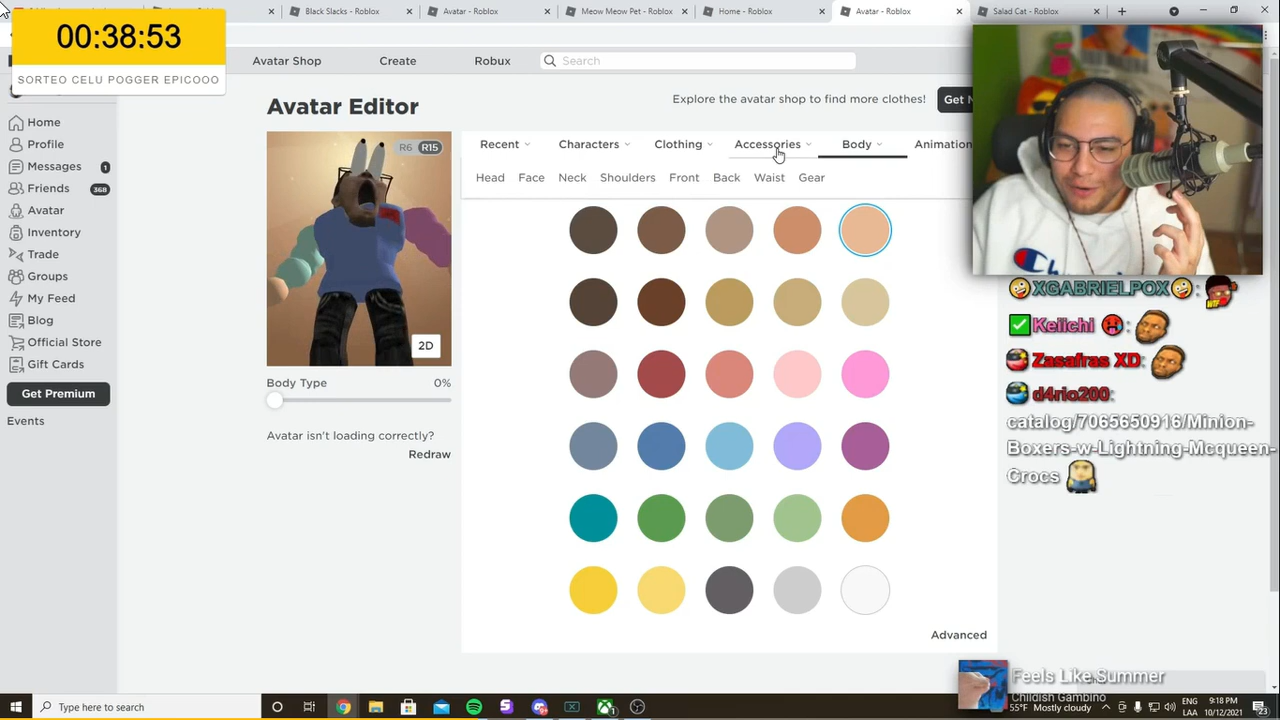 00:38:53
SORTEO CELU POGGER EPICOOO
Black Slacks - Roblox
Avatar - Roblox
Meow Meow Pet - Roblox
Home - Roblox
Avatar - Roblox
Salad Cat - Roblox
Avatar Shop
Create
Robux
Search
Avatar Editor
Explore the avatar shop to find more clothes!
Get
Home
Profile
Messages
1
Friends
368
Avatar
Inventory
Trade
Groups
My Feed
Blog
Official Store
Gift Cards
Get Premium
Events
R6
R15
2D
Body Type
0%
Avatar isn't loading correctly?
Redraw
Recent
Characters
Clothing
Accessories
Body
Animation
Head
Face
Neck
Shoulders
Front
Back
Waist
Gear
Advanced
Champion
XGABRIELPOX:
WTF
Keiichi:
Zasafras XD:
d4rio200:
catalog/7065650916/Minion-
Boxers-w-Lightning-Mcqueen-
Crocs
Feels Like Summer
Childish Gambino
Type here to search
1
55°F Mostly cloudy
ENG
LAA
9:18 PM
10/12/2021
23